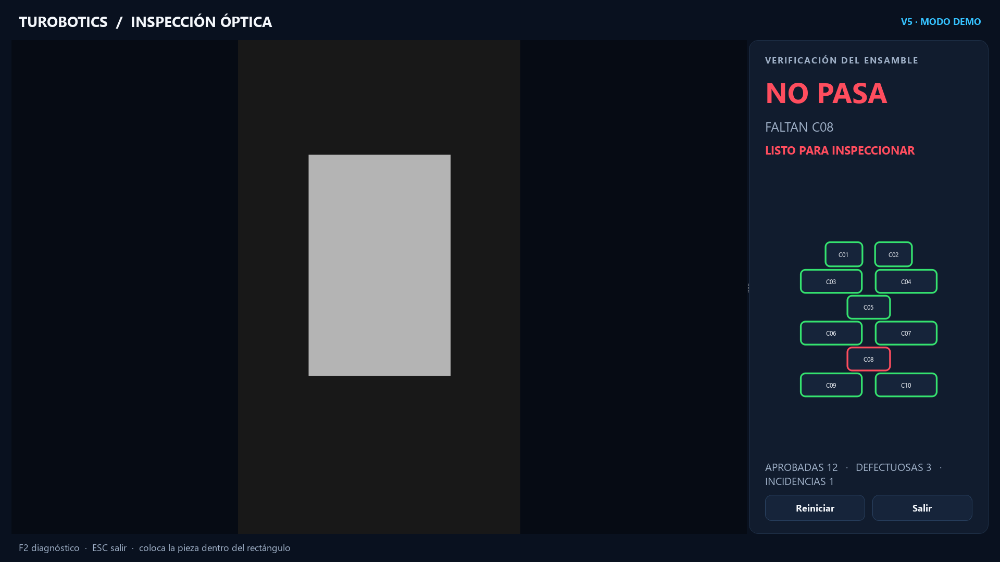 TUROBOTICS / INSPECCIÓN ÓPTICA
V5 · MODO DEMO
VERIFICACIÓN DEL ENSAMBLE
NO PASA
FALTAN C08
LISTO PARA INSPECCIONAR
C01 C02
C03 C04
C05
C06 C07
C08
C09 C10
APROBADAS 12 · DEFECTUOSAS 3 ·
INCIDENCIAS 1
Reiniciar Salir
F2 diagnóstico · ESC salir · coloca la pieza dentro del rectángulo